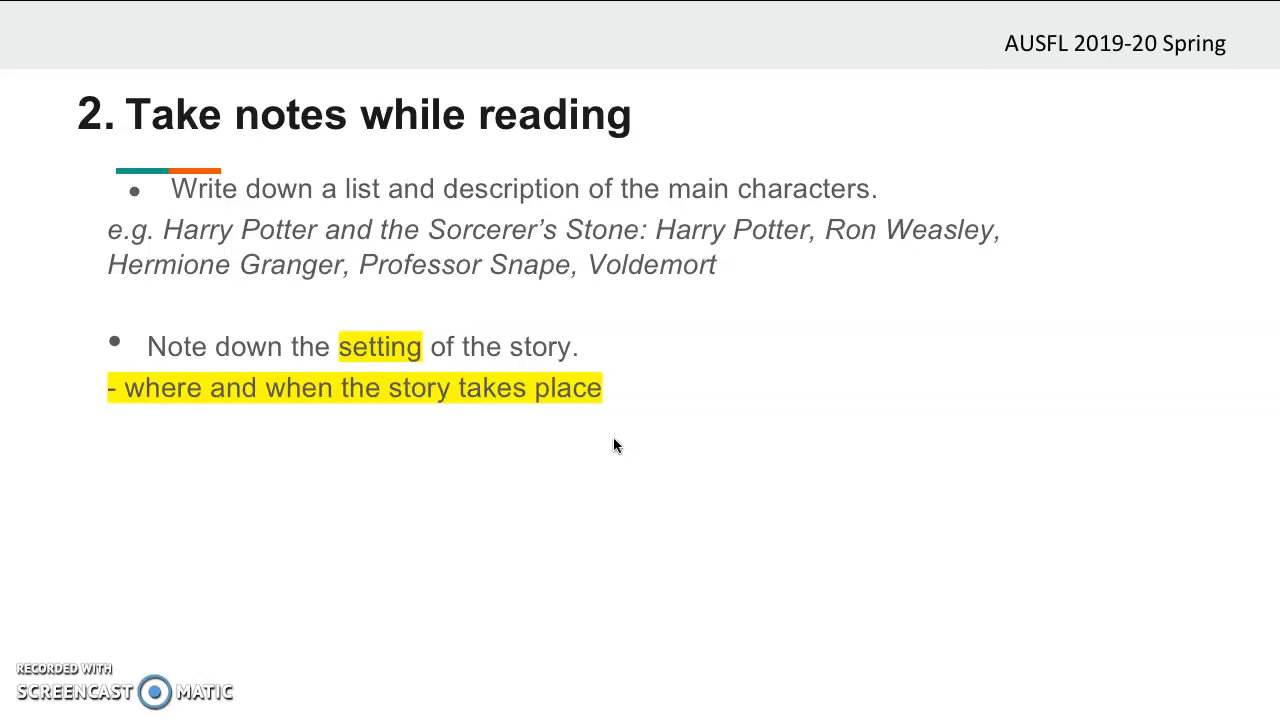 AUSFL 2019-20 Spring
2. Take notes while reading
● Write down a list and description of the main characters.
e.g. Harry Potter and the Sorcerer’s Stone: Harry Potter, Ron Weasley,
Hermione Granger, Professor Snape, Voldemort
• Note down the setting of the story.
- where and when the story takes place
RECORDED WITH
SCREENCAST MATIC